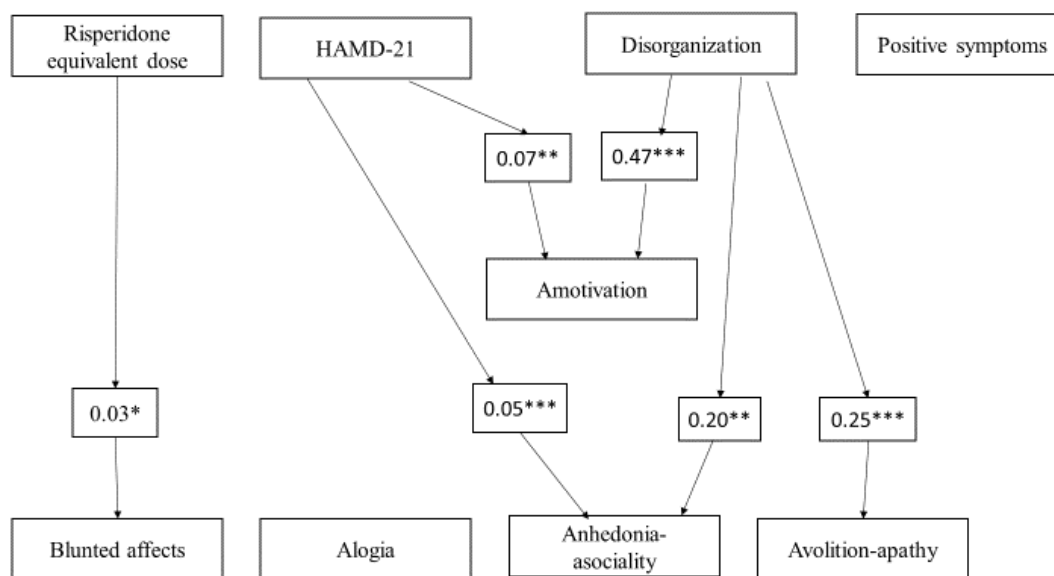 Risperidone
equivalent dose
HAMD-21
Disorganization
Positive symptoms
0.07**
0.47***
Amotivation
0.03*
0.05***
0.20**
0.25***
Blunted affects
Alogia
Anhedonia-
asociality
Avolition-apathy